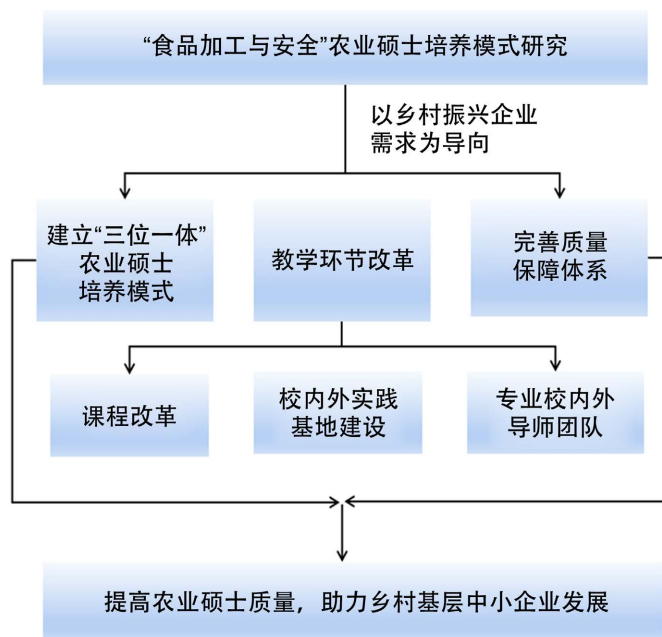 “食品加工与安全”农业硕士培养模式研究
以乡村振兴企业
需求为导向
建立“三位一体”
农业硕士
培养模式
教学环节改革
完善质量
保障体系
课程改革
校内外实践
基地建设
专业校内外
导师团队
提高农业硕士质量，助力乡村基层中小企业发展